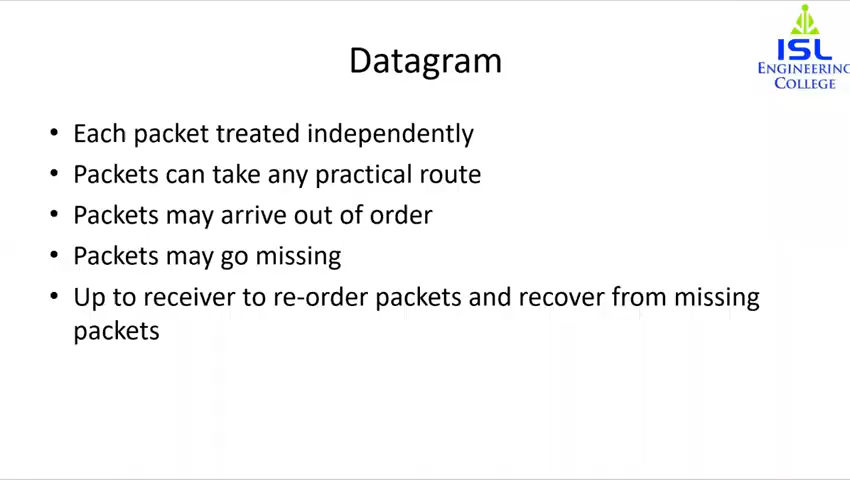 Datagram
ISL
ENGINEERING
COLLEGE
• Each packet treated independently
• Packets can take any practical route
• Packets may arrive out of order
• Packets may go missing
• Up to receiver to re-order packets and recover from missing
packets